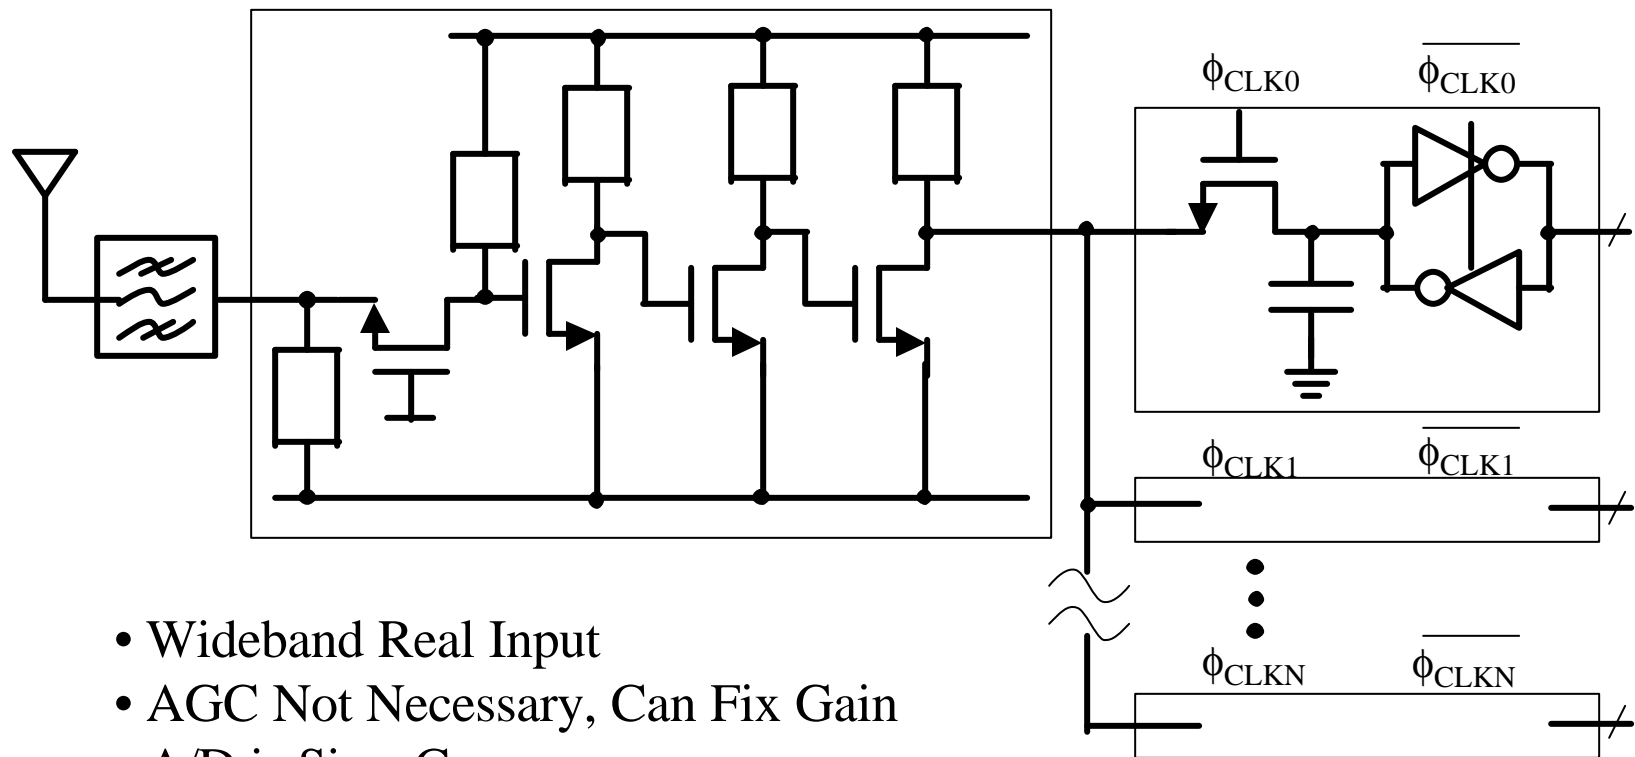 ϕCLK0 ϕCLK0
ϕCLK1 ϕCLK1
ϕCLKN ϕCLKN
• Wideband Real Input
• AGC Not Necessary, Can Fix Gain